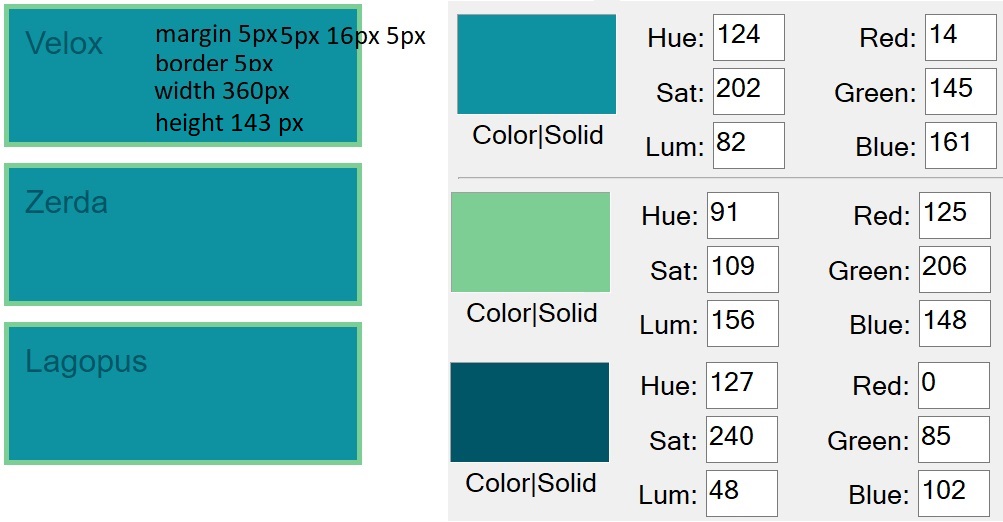 Velox
margin 5px 5px 16px 5px
border 5px
width 360px
height 143 px
Zerda
Lagopus
Hue: 124 Red: 14
Sat: 202 Green: 145
Color|Solid
Lum: 82 Blue: 161
Hue: 91 Red: 125
Sat: 109 Green: 206
Color|Solid
Lum: 156 Blue: 148
Hue: 127 Red: 0
Sat: 240 Green: 85
Color|Solid
Lum: 48 Blue: 102